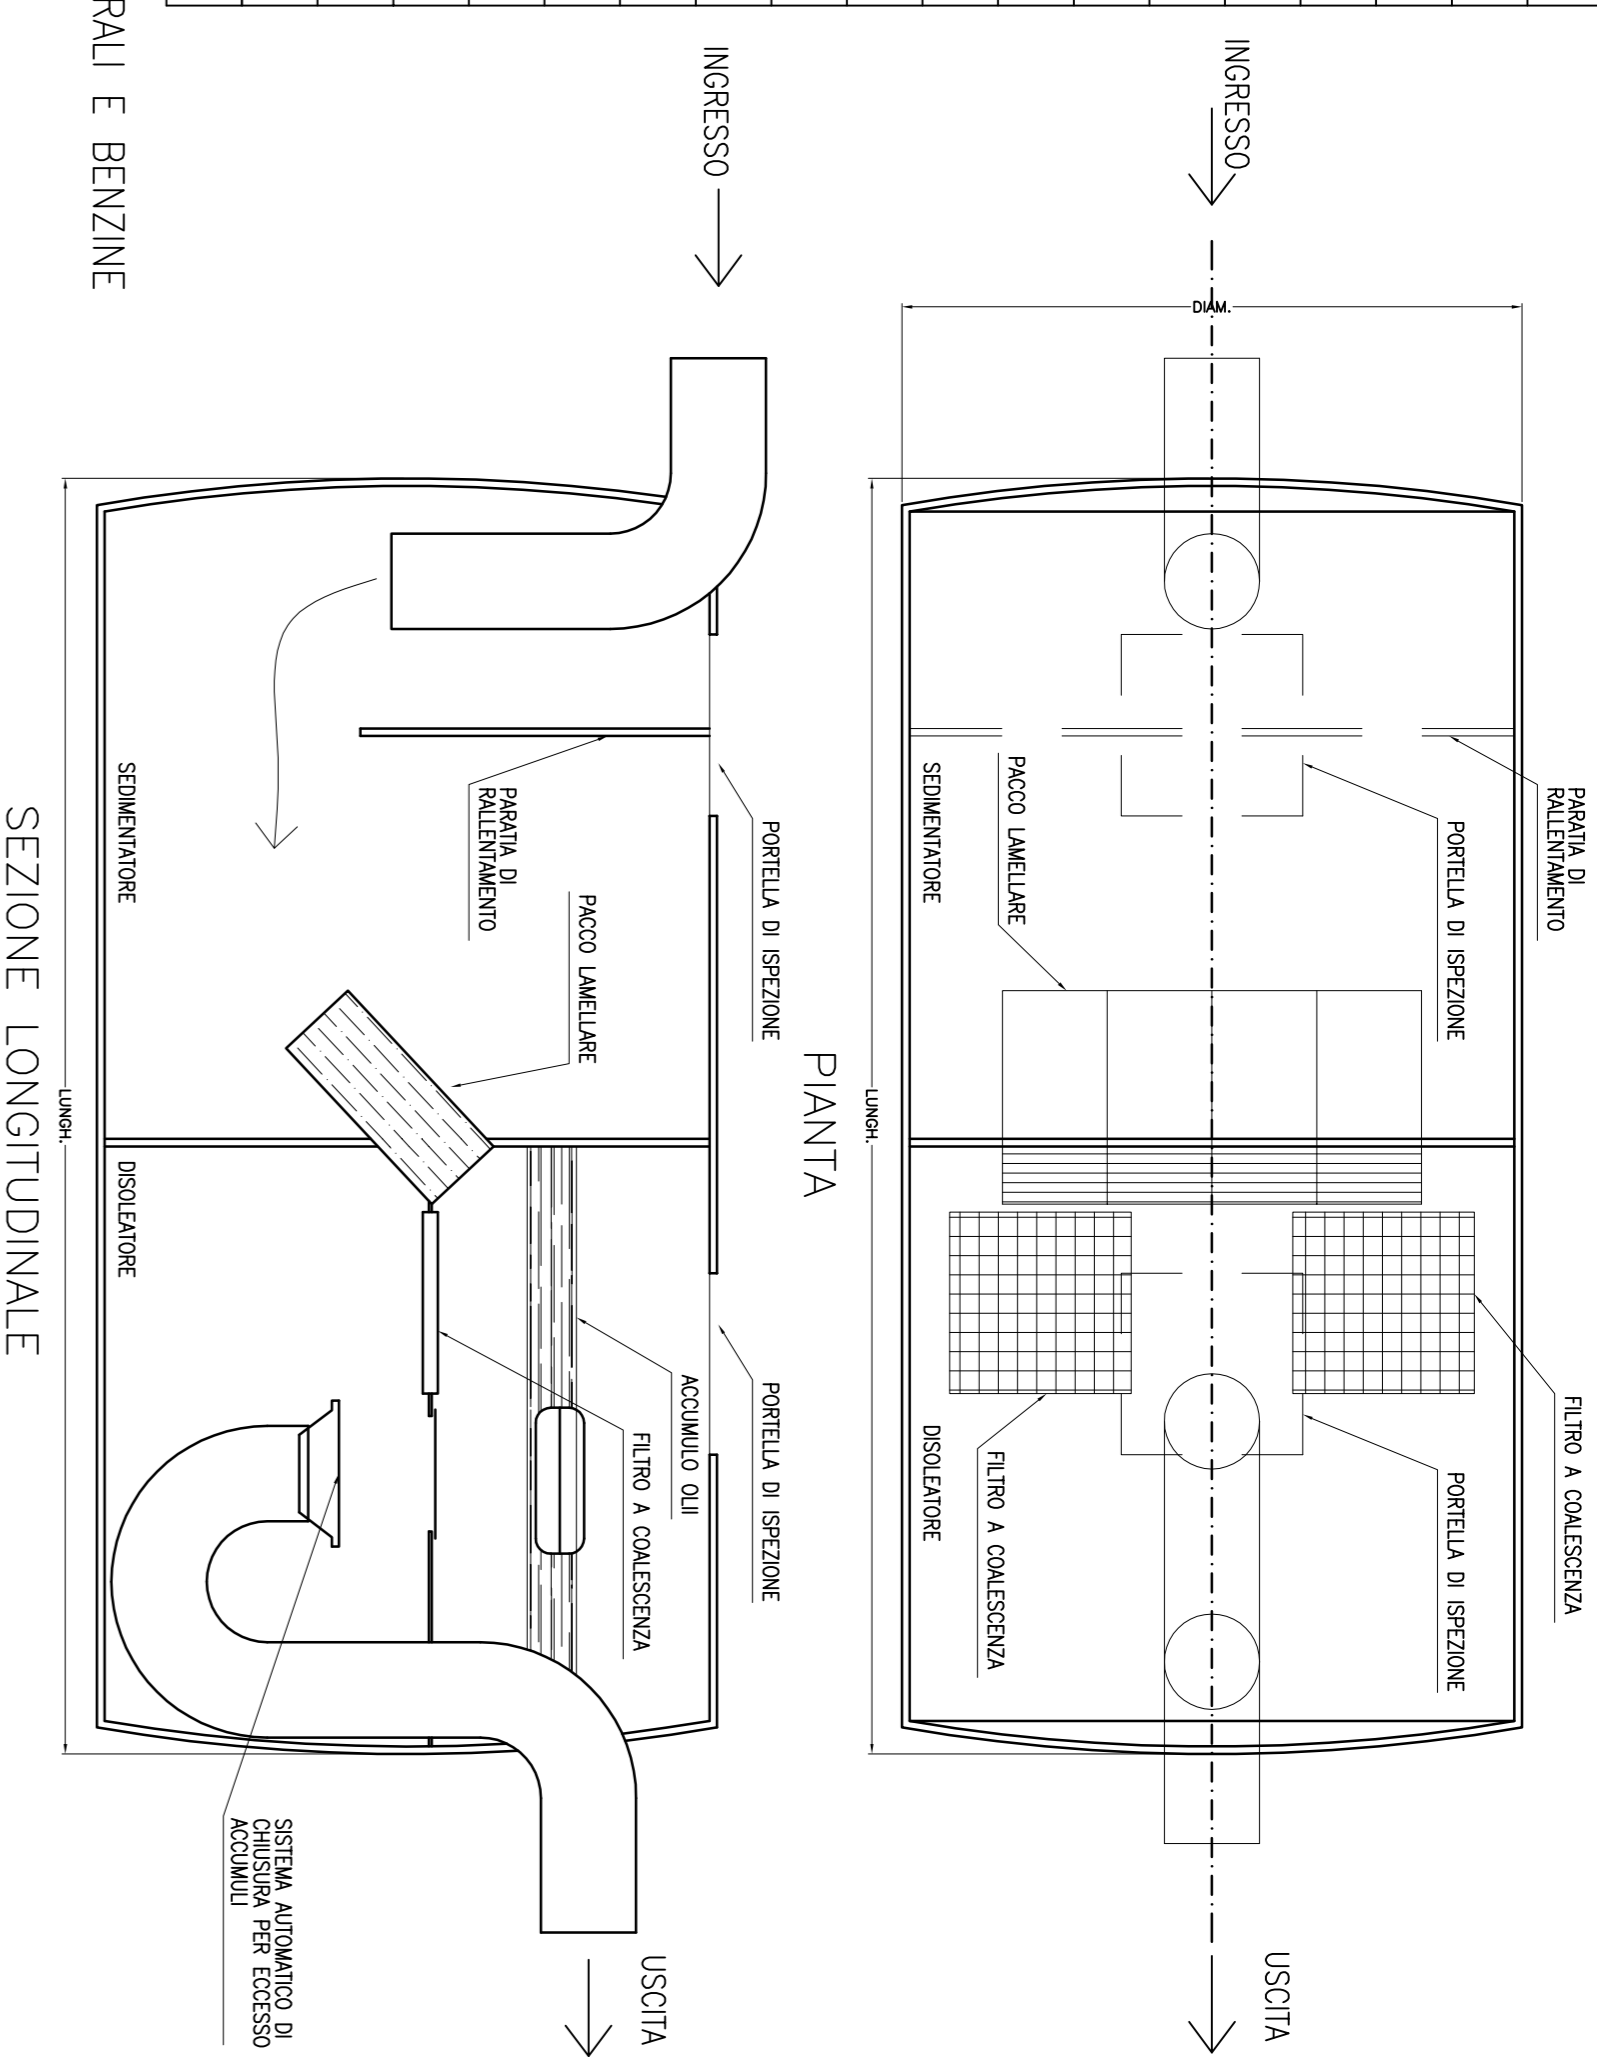 INGRESSO
DIAM.
PARATIA DI
RALLENTAMENTO
PORTELLA DI ISPEZIONE
PACCO LAMELLARE
SEDIMENTATORE
FILTRO A COALESCENZA
PORTELLA DI ISPEZIONE
FILTRO A COALESCENZA
DISOLEATORE
USCITA
LUNGH.
PIANTA
INGRESSO
PORTELLA DI ISPEZIONE
PORTELLA DI ISPEZIONE
PACCO LAMELLARE
PARATIA DI
RALLENTAMENTO
ACCUMULO OLII
FILTRO A COALESCENZA
SEDIMENTATORE
DISOLEATORE
USCITA
SISTEMA AUTOMATICO DI
CHIUSURA PER ECCESSO
ACCUMULI
LUNGH.
SEZIONE LONGITUDINALE
RALI E BENZINE